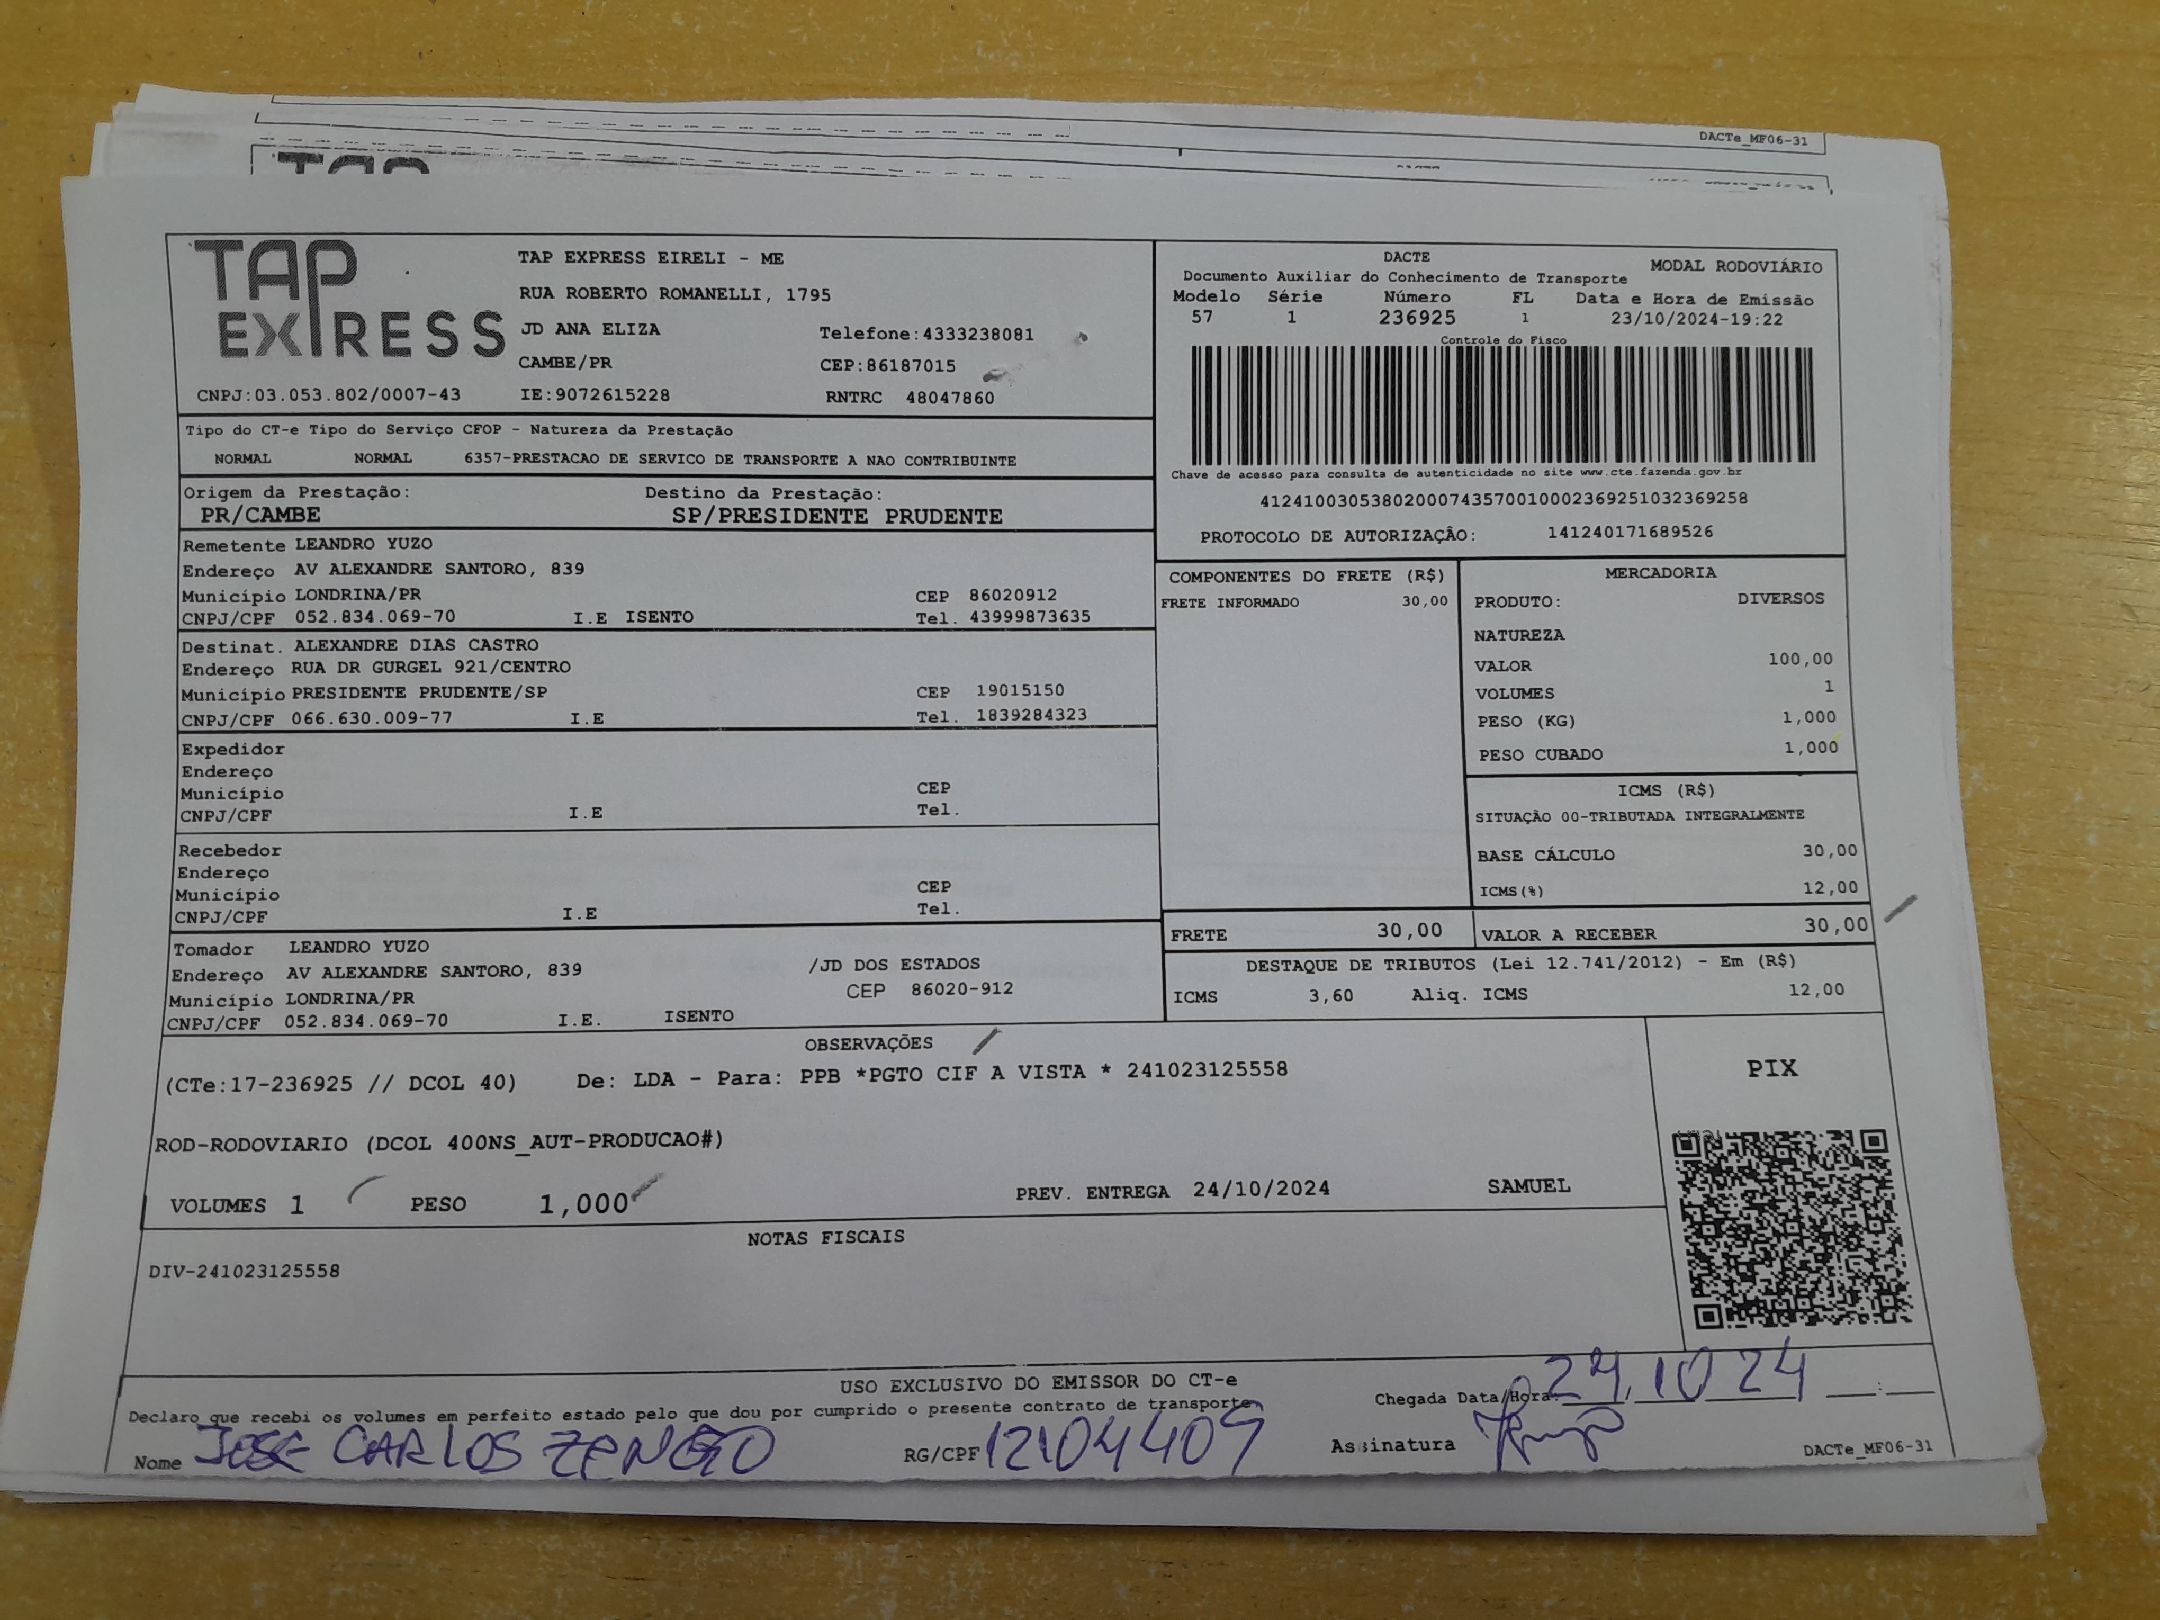 DACTe_MF06-31
TAP
TAP EXPRESS
TAP EXPRESS EIRELI - ME
RUA ROBERTO ROMANELLI, 1795
JD ANA ELIZA Telefone:4333238081
CAMBE/PR CEP:86187015
CNPJ:03.053.802/0007-43 IE:9072615228 RNTRC 48047860
DACTE
Documento Auxiliar do Conhecimento de Transporte MODAL RODOVIÁRIO
Modelo Série Número FL Data e Hora de Emissão
57 1 236925 1 23/10/2024-19:22
Controle do Fisco
Chave de acesso para consulta de autenticidade no site www.cte.fazenda.gov.br
41241003053802000743570010002369251032369258
PROTOCOLO DE AUTORIZAÇÃO: 141240171689526
Tipo do CT-e Tipo do Serviço CFOP - Natureza da Prestação
NORMAL NORMAL 6357-PRESTACAO DE SERVICO DE TRANSPORTE A NAO CONTRIBUINTE
Origem da Prestação: Destino da Prestação:
PR/CAMBE SP/PRESIDENTE PRUDENTE
Remetente LEANDRO YUZO
Endereço AV ALEXANDRE SANTORO, 839
Município LONDRINA/PR CEP 86020912
CNPJ/CPF 052.834.069-70 I.E ISENTO Tel. 43999873635
Destinat. ALEXANDRE DIAS CASTRO
Endereço RUA DR GURGEL 921/CENTRO
Município PRESIDENTE PRUDENTE/SP CEP 19015150
CNPJ/CPF 066.630.009-77 I.E Tel. 1839284323
Expedidor
Endereço
Município CEP
CNPJ/CPF I.E Tel.
Recebedor
Endereço
Município CEP
CNPJ/CPF I.E Tel.
Tomador LEANDRO YUZO
Endereço AV ALEXANDRE SANTORO, 839 /JD DOS ESTADOS
Município LONDRINA/PR CEP 86020-912
CNPJ/CPF 052.834.069-70 I.E. ISENTO
COMPONENTES DO FRETE (R$)
FRETE INFORMADO 30,00
MERCADORIA
PRODUTO: DIVERSOS
NATUREZA
VALOR 100,00
VOLUMES 1
PESO (KG) 1,000
PESO CUBADO 1,000
ICMS (R$)
SITUAÇÃO 00-TRIBUTADA INTEGRALMENTE
BASE CÁLCULO 30,00
ICMS(%) 12,00
FRETE 30,00 VALOR A RECEBER 30,00
DESTAQUE DE TRIBUTOS (Lei 12.741/2012) - Em (R$)
ICMS 3,60 Aliq. ICMS 12,00
OBSERVAÇÕES
(CTe:17-236925 // DCOL 40) De: LDA - Para: PPB *PGTO CIF A VISTA * 241023125558
ROD-RODOVIARIO (DCOL 400NS_AUT-PRODUCAO#)
VOLUMES 1 PESO 1,000 PREV. ENTREGA 24/10/2024 SAMUEL
PIX
NOTAS FISCAIS
DIV-241023125558
USO EXCLUSIVO DO EMISSOR DO CT-e
Chegada Data/Hora: 24,10 24 :
Declaro que recebi os volumes em perfeito estado pelo que dou por cumprido o presente contrato de transporte
Nome JOSE CARLOS RG/CPF 12104409 Assinatura
DACTe_MF06-31